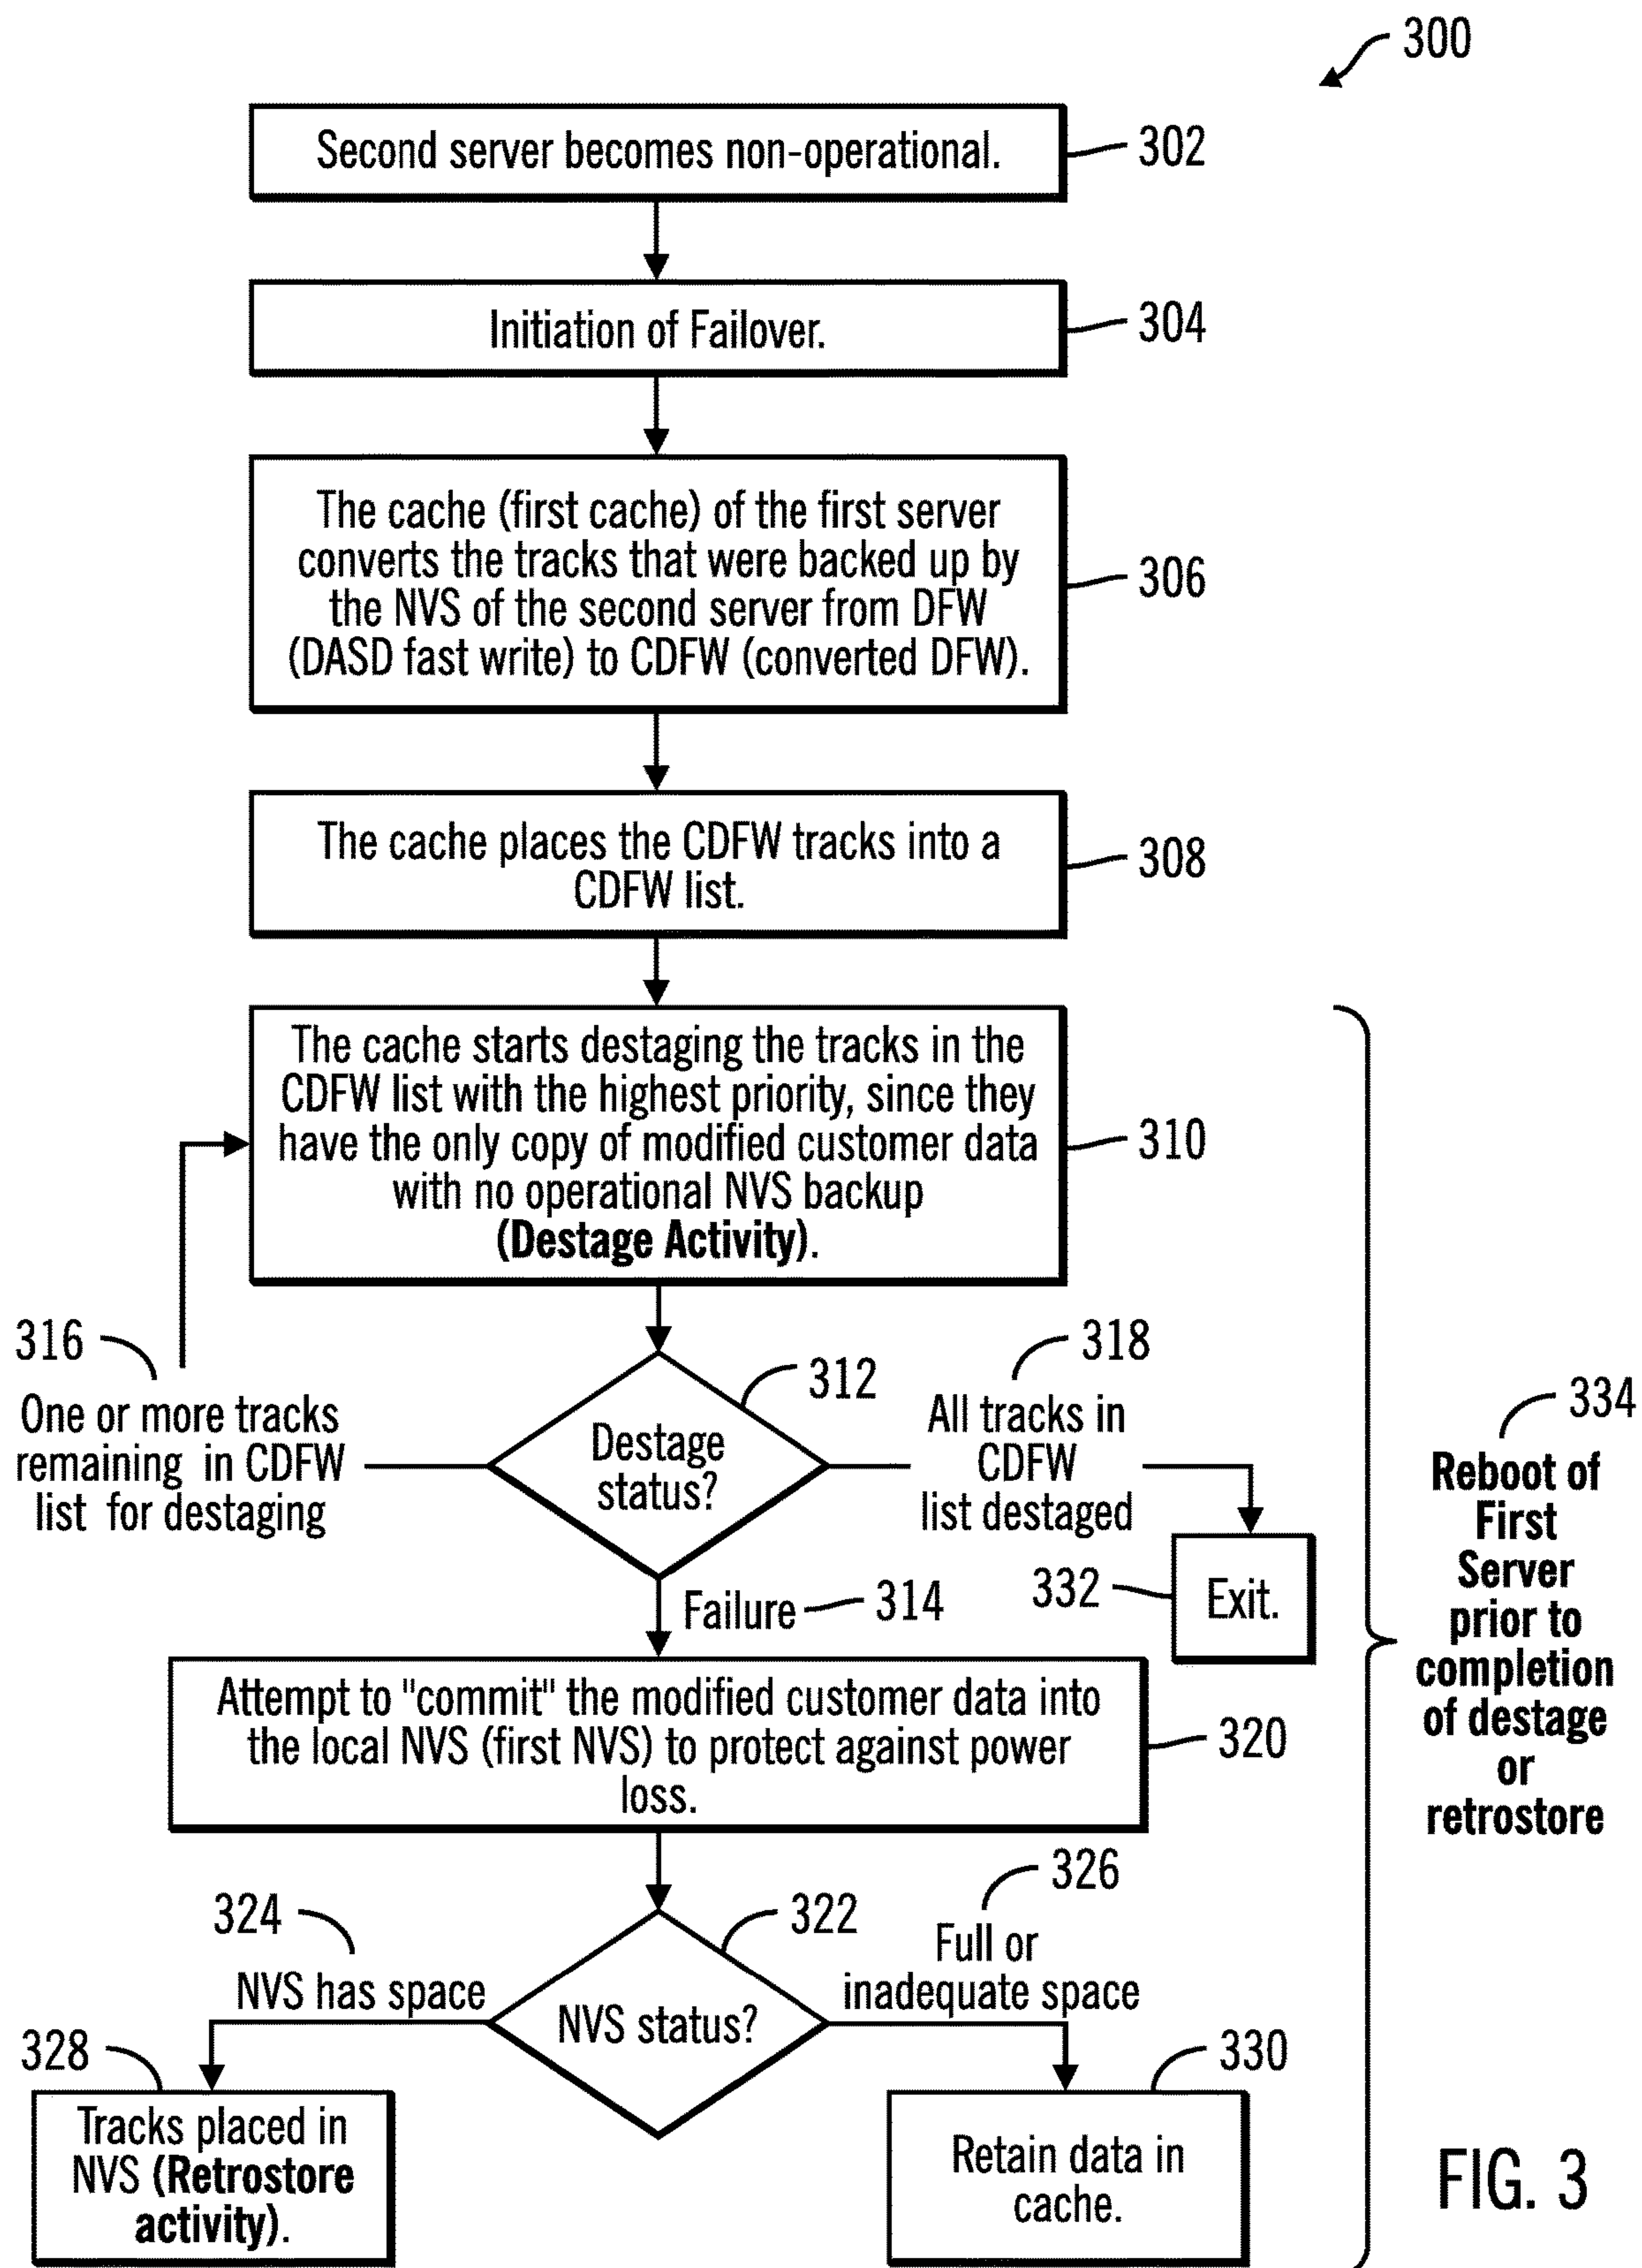 300
Second server becomes non-operational.
302
Initiation of Failover.
304
The cache (first cache) of the first server
converts the tracks that were backed up by
the NVS of the second server from DFW
(DASD fast write) to CDFW (converted DFW).
306
The cache places the CDFW tracks into a
CDFW list.
308
The cache starts destaging the tracks in the
CDFW list with the highest priority, since they
have the only copy of modified customer data
with no operational NVS backup
(Destage Activity).
310
316
One or more tracks
remaining in CDFW
list for destaging
312
Destage
status?
318
All tracks in
CDFW
list destaged
332
Exit.
Failure
314
Attempt to "commit" the modified customer data into
the local NVS (first NVS) to protect against power
loss.
320
324
NVS has space
322
NVS status?
326
Full or
inadequate space
328
Tracks placed in
NVS (Retrostore
activity).
330
Retain data in
cache.
334
Reboot of
First
Server
prior to
completion
of destage
or
retrostore
FIG. 3